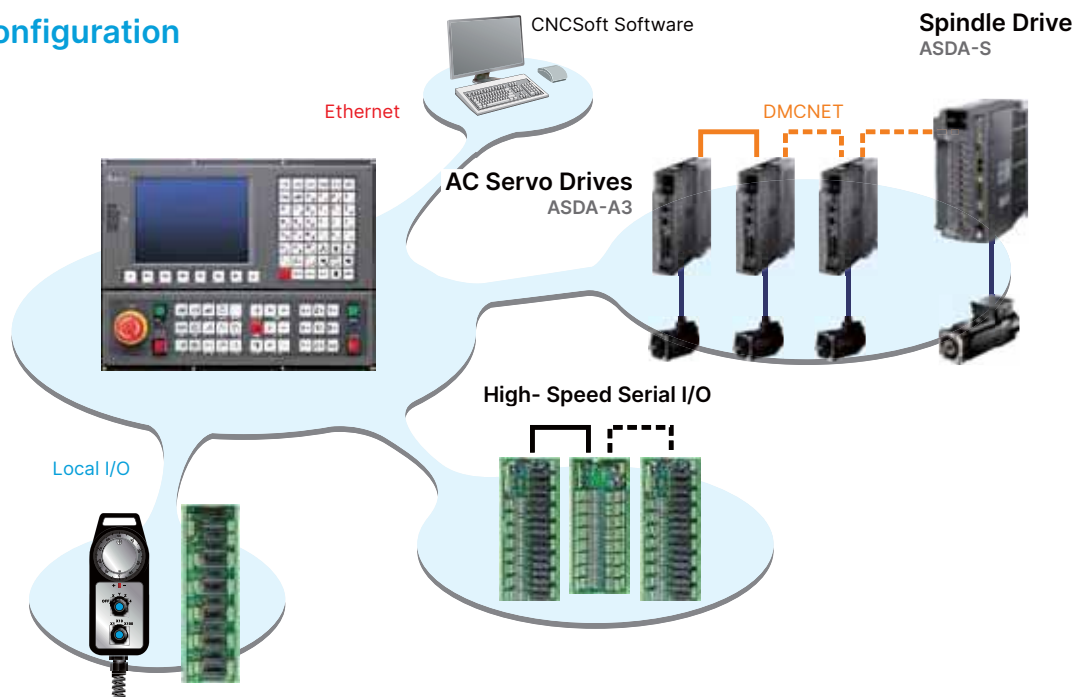 onfiguration
CNCSoft Software
Spindle Drive
ASDA-S
Ethernet
DMCNET
AC Servo Drives
ASDA-A3
High- Speed Serial I/O
Local I/O